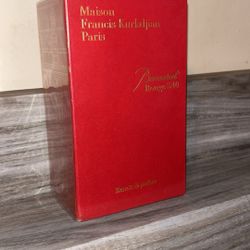 Maison
Francis Kurkdjian
Paris
Baccarat
Rouge 540
Extrait de parfum